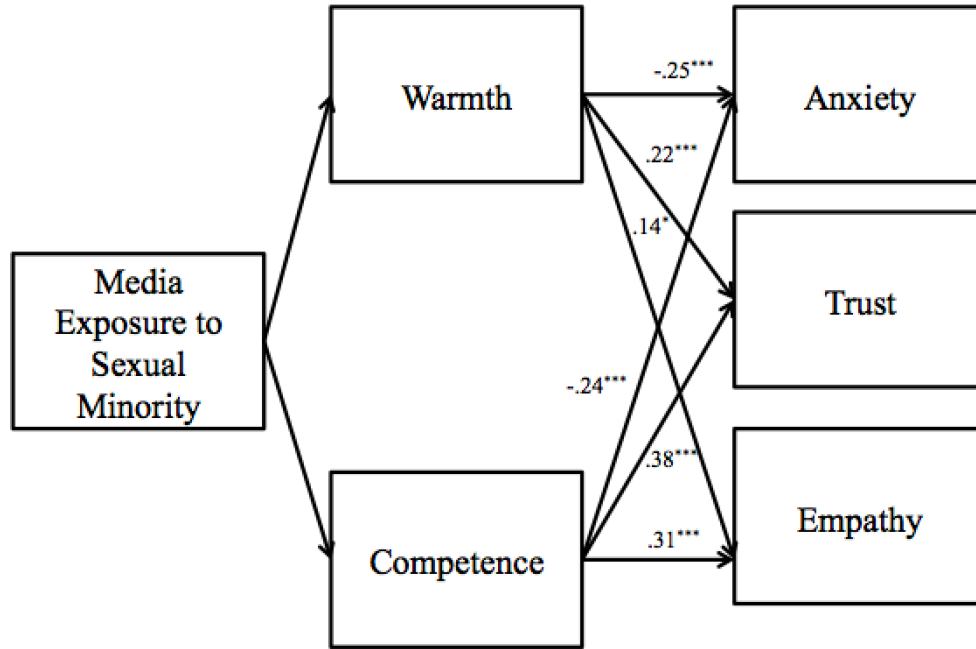 Warmth
Anxiety
-.25***
.22***
.14*
Media
Exposure to
Sexual
Minority
Trust
-.24***
.38***
.31***
Competence
Empathy